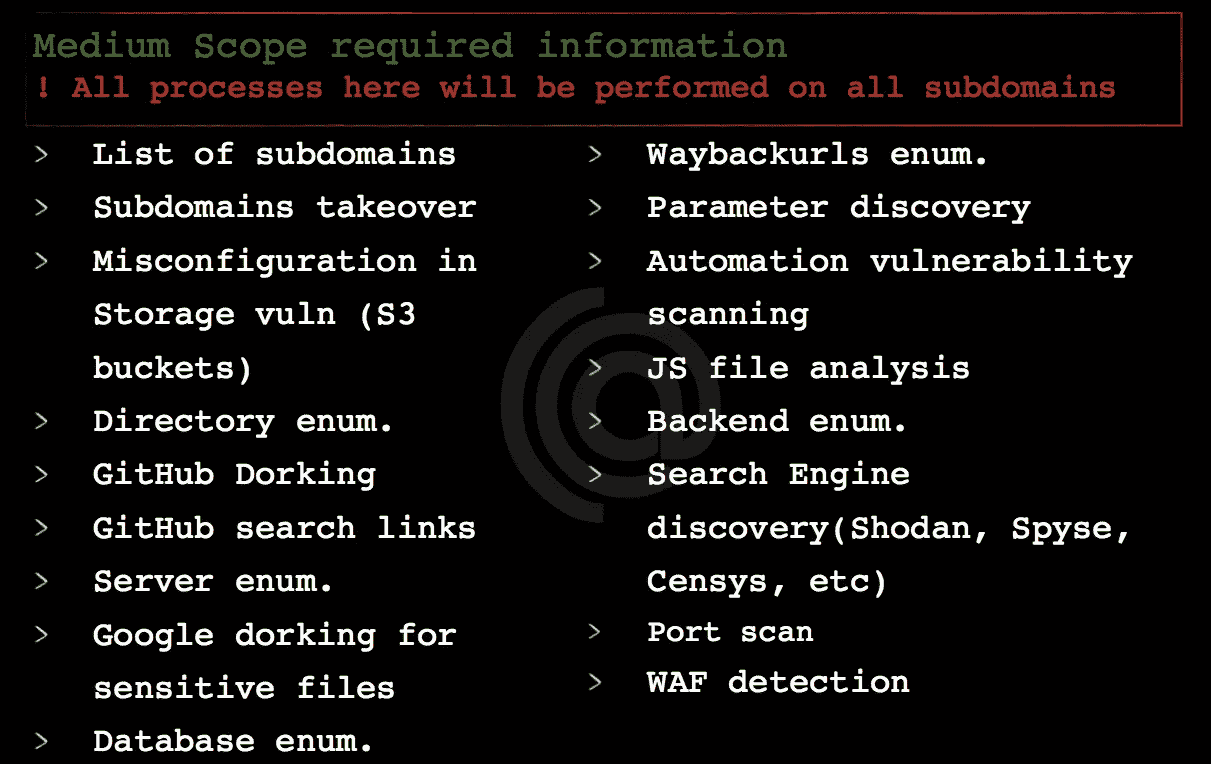 Medium Scope required information
! All processes here will be performed on all subdomains
> List of subdomains
> Subdomains takeover
> Misconfiguration in
Storage vuln (S3
buckets)
> Directory enum.
> GitHub Dorking
> GitHub search links
> Server enum.
> Google dorking for
sensitive files
> Database enum.
> Waybackurls enum.
> Parameter discovery
> Automation vulnerability
scanning
> JS file analysis
> Backend enum.
> Search Engine
discovery(Shodan, Spyse,
Censys, etc)
> Port scan
> WAF detection